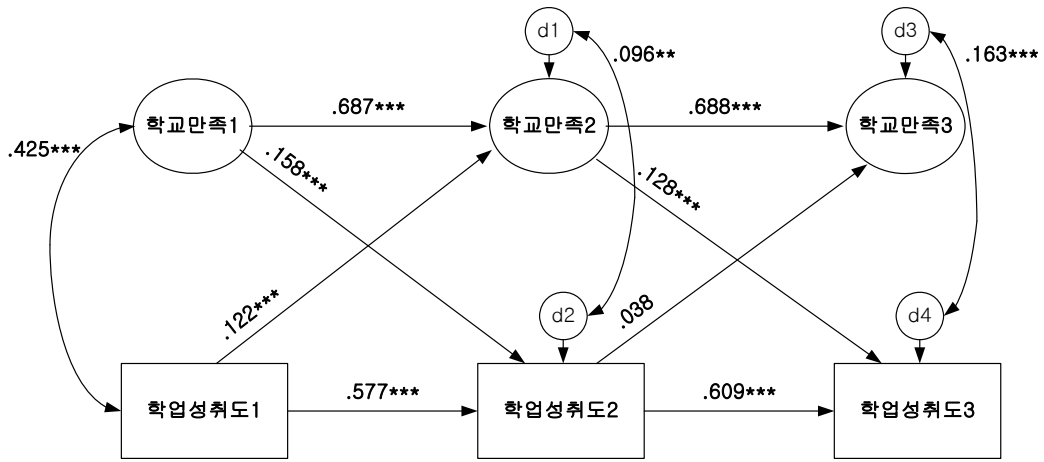 d1
d3
.096**
.163***
학교만족1
.687***
학교만족2
.688***
학교만족3
.425***
.158***
.128***
.122***
.038
d2
d4
학업성취도1
.577***
학업성취도2
.609***
학업성취도3